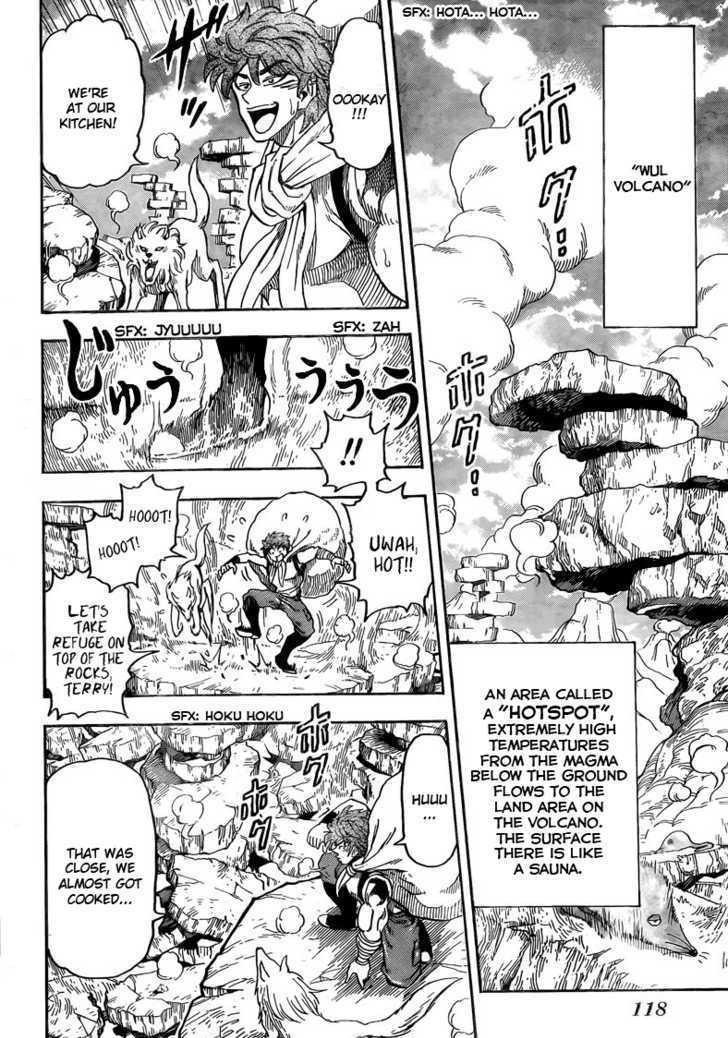 SFX: HOTA... HOTA...
"WUL
VOLCANO"
ホク・
ホク・
AN AREA CALLED
A "HOTSPOT",
EXTREMELY HIGH
TEMPERATURES
FROM THE MAGMA
BELOW THE GROUND
FLOWS TO THE
LAND AREA ON
THE VOLCANO.
THE SURFACE
THERE IS LIKE
A SAUNA.
OOOKAY
!!!
WE'RE
AT OUR
KITCHEN!
SFX: JYUUUUU
SFX: ZAH
じゅう
ううう
!!
UWAH,
HOT!!
HOOOT!
HOOOT!
LET'S
TAKE
REFUGE ON
TOP OF THE
ROCKS,
TERRY!
SFX: HOKU HOKU
ホク
ホク
HUUU
...
THAT WAS
CLOSE, WE
ALMOST GOT
COOKED...
118